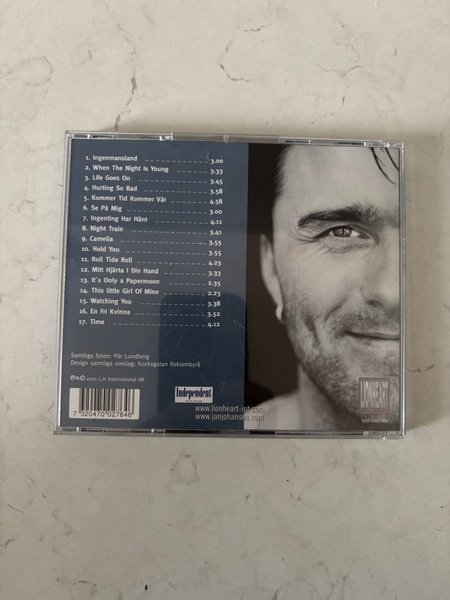 1. Ingenmansland 3.00
2. When The Night Is Young 3.33
3. Life Goes On 3.45
4. Hurting So Bad 3.58
5. Kommer Tid Kommer Vår 4.58
6. Se På Mig 3.00
7. Ingenting Har Hänt 4.11
8. Night Train 3.41
9. Camelia 3.55
10. Hold You 3.55
11. Roll Tide Roll 4.23
12. Mitt Hjärta I Din Hand 3.33
13. It´s Only a Papermoon 3.35
14. This little Girl Of Mine 2.23
15. Watching You 3.38
16. En Fri Kvinna 3.52
17. Time 4.12
Samtliga foton: Pär Lundberg
Design samtliga omslag: Kocksgatan Reklambyrå
℗&© 2001 L.H International AB
7 320470 027646
Independent
www.lionheart-int.com
www.janjohansen.com
LIONHEART